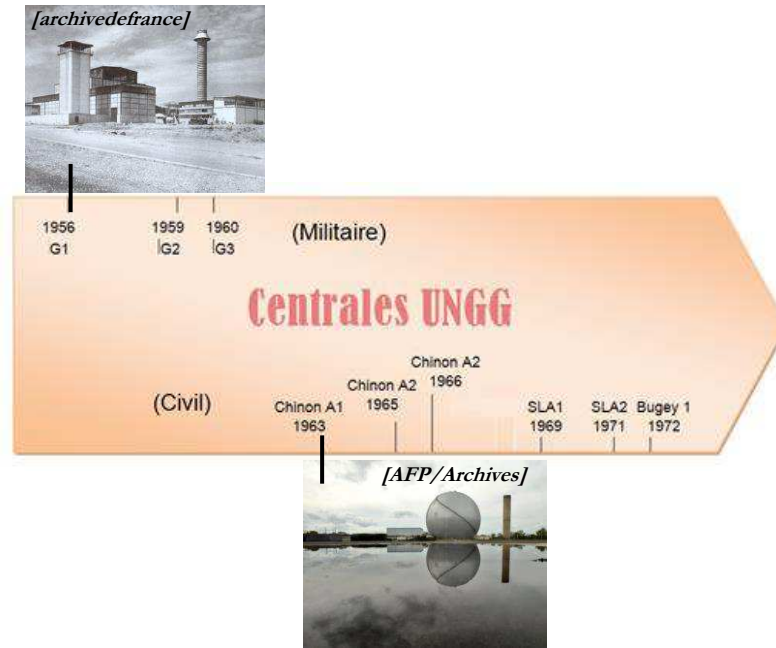 [archivedefrance]
1956 1959 1960
G1 G2 G3
(Militaire)
Centrales UNGG
(Civil)
Chinon A1
1963
Chinon A2
1965
Chinon A2
1966
SLA1
1969
SLA2
1971
Bugey 1
1972
[AFP/Archives]